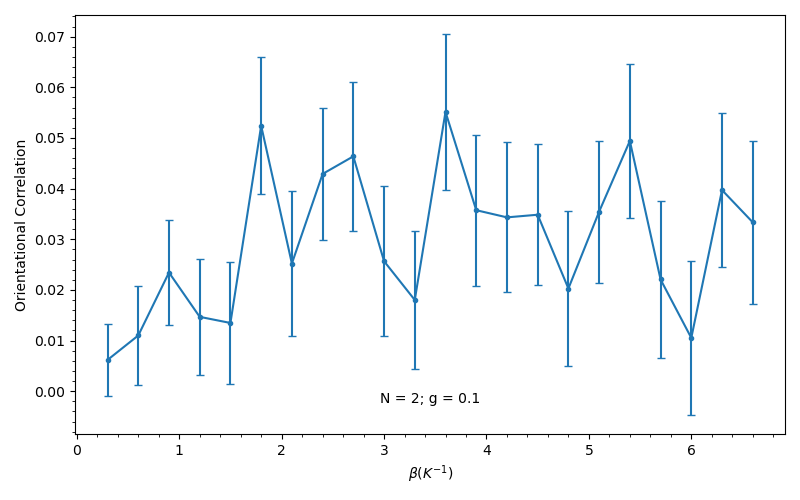 0.07
0.06
0.05
0.04
0.03
0.02
0.01
0.00
Orientational Correlation
N = 2; g = 0.1
0 1 2 3 4 5 6
β(K⁻¹)